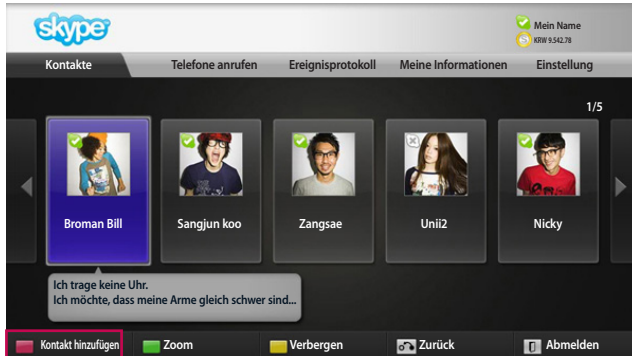 skype
Mein Name
S KRW 9.542.78
Kontakte Telefone anrufen Ereignisprotokoll Meine Informationen Einstellung
1/5
Broman Bill Sangjun koo Zangsae Unii2 Nicky
Ich trage keine Uhr.
Ich möchte, dass meine Arme gleich schwer sind...
Kontakt hinzufügen Zoom Verbergen Zurück Abmelden